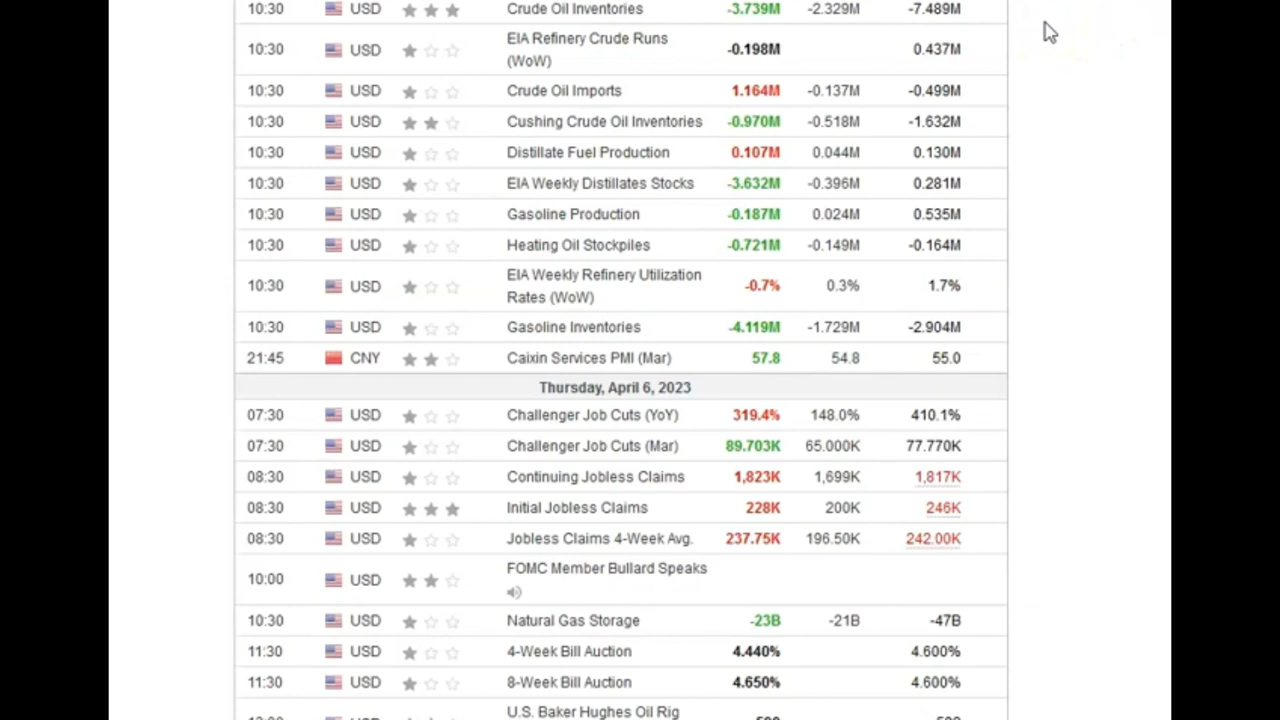 10:30 USD Crude Oil Inventories -3.739M -2.329M -7.489M
10:30 USD EIA Refinery Crude Runs (WoW) -0.198M 0.437M
10:30 USD Crude Oil Imports 1.164M -0.137M -0.499M
10:30 USD Cushing Crude Oil Inventories -0.970M -0.518M -1.632M
10:30 USD Distillate Fuel Production 0.107M 0.044M 0.130M
10:30 USD EIA Weekly Distillates Stocks -3.632M -0.396M 0.281M
10:30 USD Gasoline Production -0.187M 0.024M 0.535M
10:30 USD Heating Oil Stockpiles -0.721M -0.149M -0.164M
10:30 USD EIA Weekly Refinery Utilization Rates (WoW) -0.7% 0.3% 1.7%
10:30 USD Gasoline Inventories -4.119M -1.729M -2.904M
21:45 CNY Caixin Services PMI (Mar) 57.8 54.8 55.0
Thursday, April 6, 2023
07:30 USD Challenger Job Cuts (YoY) 319.4% 148.0% 410.1%
07:30 USD Challenger Job Cuts (Mar) 89.703K 65.000K 77.770K
08:30 USD Continuing Jobless Claims 1,823K 1,699K 1,817K
08:30 USD Initial Jobless Claims 228K 200K 246K
08:30 USD Jobless Claims 4-Week Avg. 237.75K 196.50K 242.00K
10:00 USD FOMC Member Bullard Speaks
10:30 USD Natural Gas Storage -23B -21B -47B
11:30 USD 4-Week Bill Auction 4.440% 4.600%
11:30 USD 8-Week Bill Auction 4.650% 4.600%
U.S. Baker Hughes Oil Rig